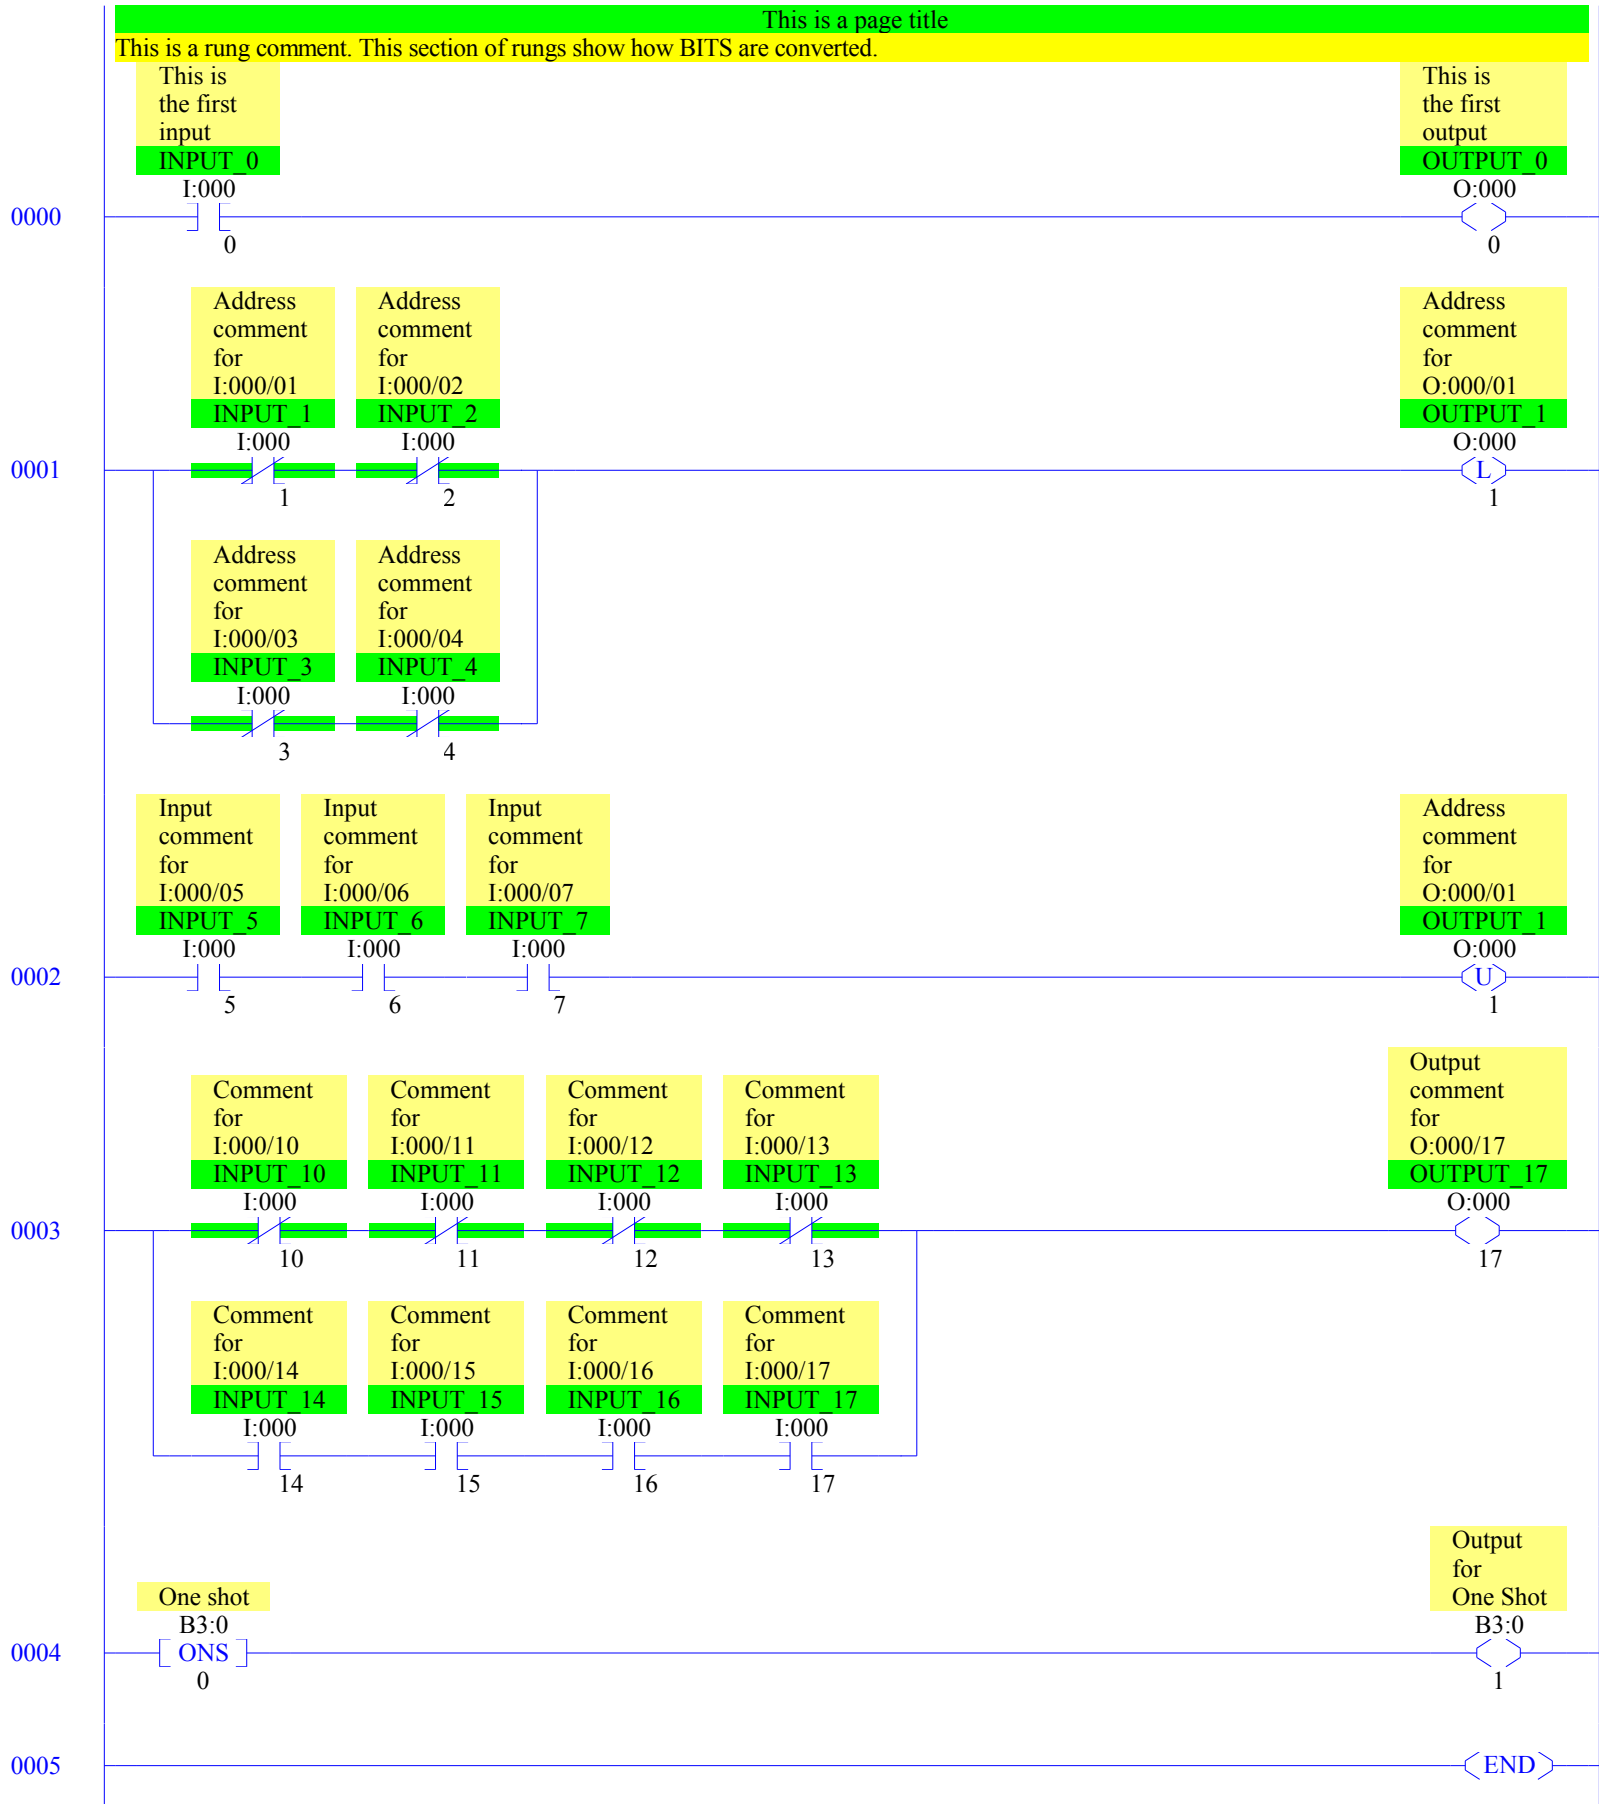 This is a page title
This is a rung comment. This section of rungs show how BITS are converted.
This is
the first
input
INPUT_0
I:000
0
This is
the first
output
OUTPUT_0
O:000
0
0000
Address
comment
for
I:000/01
INPUT_1
I:000
1
Address
comment
for
I:000/02
INPUT_2
I:000
2
Address
comment
for
O:000/01
OUTPUT_1
O:000
L
1
0001
Address
comment
for
I:000/03
INPUT_3
I:000
3
Address
comment
for
I:000/04
INPUT_4
I:000
4
Input
comment
for
I:000/05
INPUT_5
I:000
5
Input
comment
for
I:000/06
INPUT_6
I:000
6
Input
comment
for
I:000/07
INPUT_7
I:000
7
Address
comment
for
O:000/01
OUTPUT_1
O:000
U
1
0002
Comment
for
I:000/10
INPUT_10
I:000
10
Comment
for
I:000/11
INPUT_11
I:000
11
Comment
for
I:000/12
INPUT_12
I:000
12
Comment
for
I:000/13
INPUT_13
I:000
13
Output
comment
for
O:000/17
OUTPUT_17
O:000
17
0003
Comment
for
I:000/14
INPUT_14
I:000
14
Comment
for
I:000/15
INPUT_15
I:000
15
Comment
for
I:000/16
INPUT_16
I:000
16
Comment
for
I:000/17
INPUT_17
I:000
17
One shot
B3:0
ONS
0
Output
for
One Shot
B3:0
1
0004
0005
END